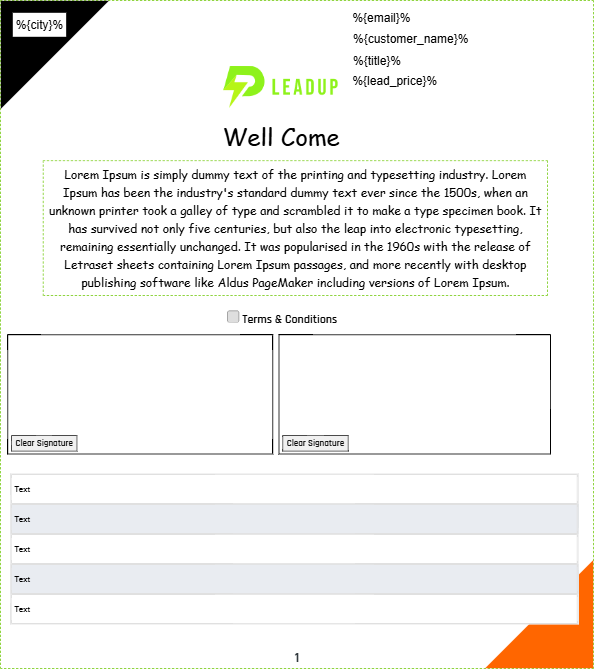 %{city}%
%{email}%
%{customer_name}%
%{title}%
%{lead_price}%
LEADUP
Well Come
Lorem Ipsum is simply dummy text of the printing and typesetting industry. Lorem
Ipsum has been the industry's standard dummy text ever since the 1500s, when an
unknown printer took a galley of type and scrambled it to make a type specimen book. It
has survived not only five centuries, but also the leap into electronic typesetting,
remaining essentially unchanged. It was popularised in the 1960s with the release of
Letraset sheets containing Lorem Ipsum passages, and more recently with desktop
publishing software like Aldus PageMaker including versions of Lorem Ipsum.
Terms & Conditions
Clear Signature
Clear Signature
Text
Text
Text
Text
Text
1